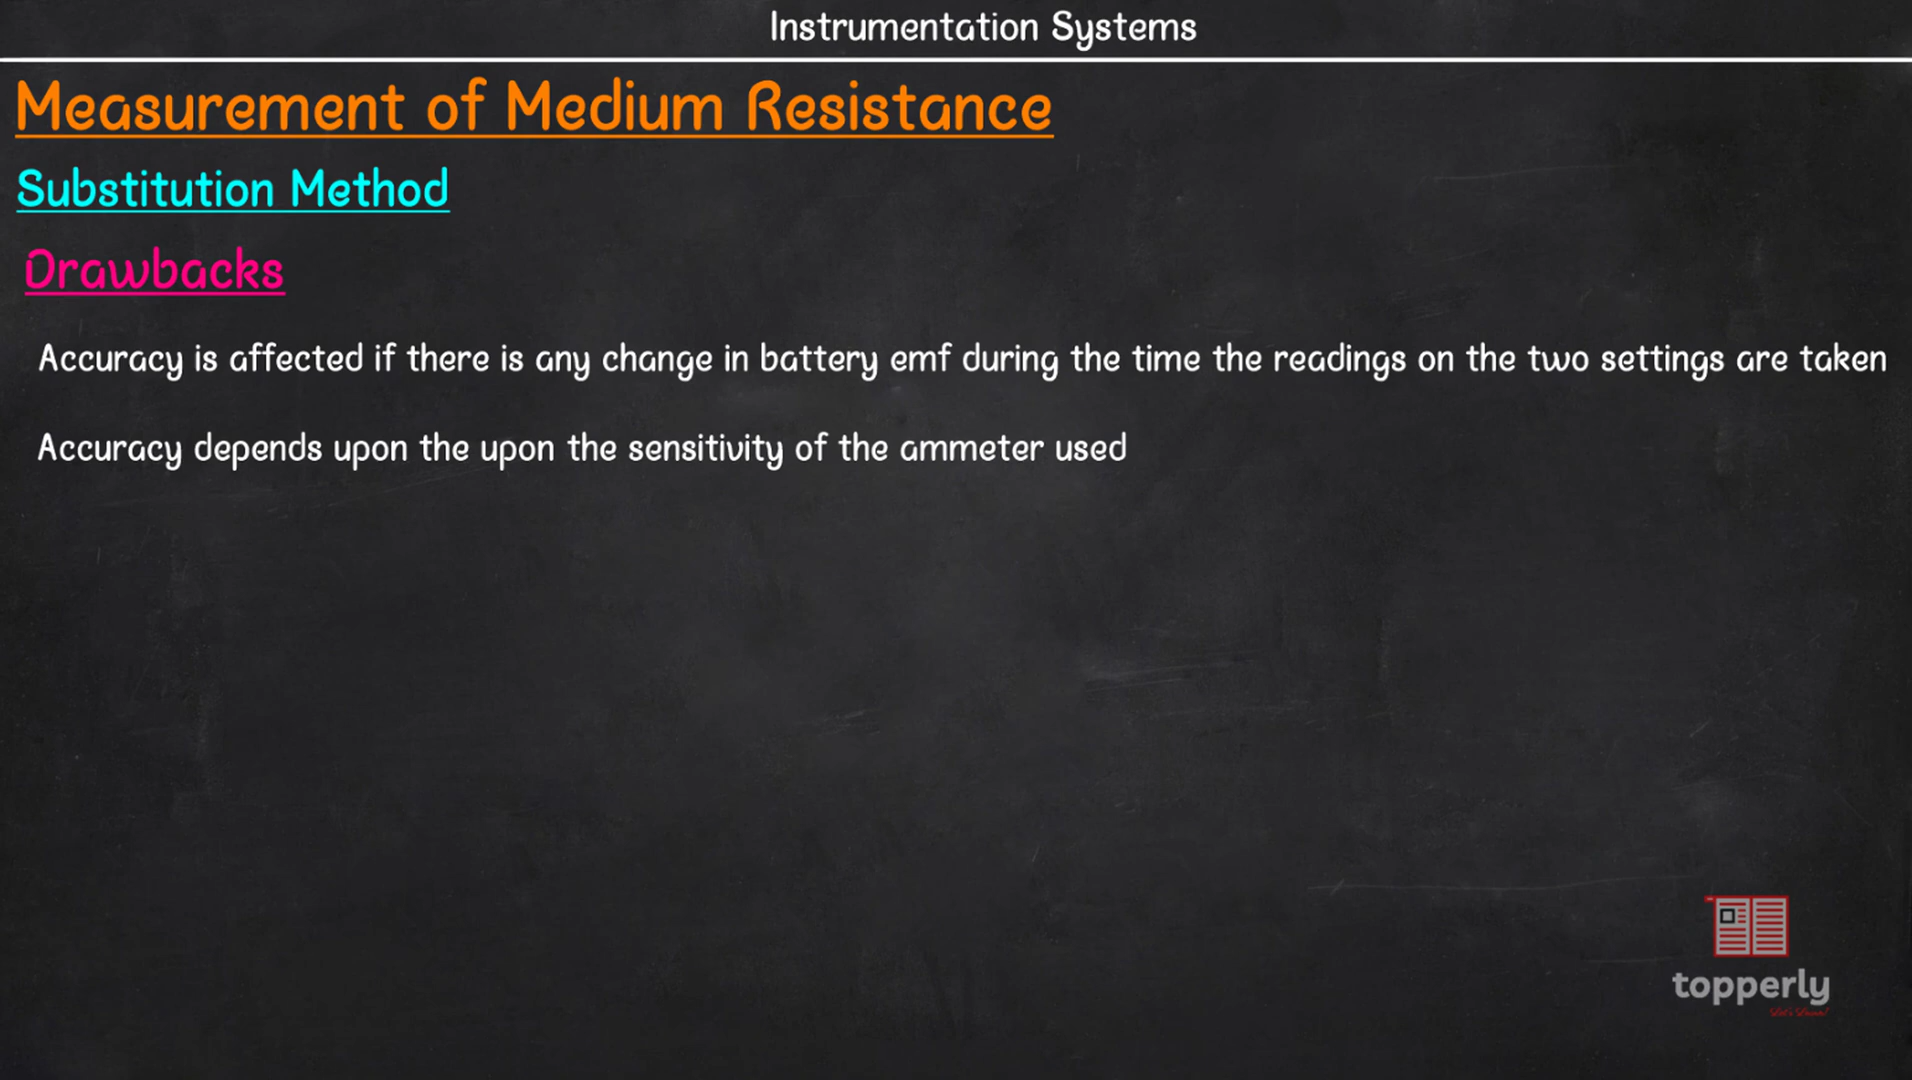 Instrumentation Systems
Measurement of Medium Resistance
Substitution Method
Drawbacks
Accuracy is affected if there is any change in battery emf during the time the readings on the two settings are taken
Accuracy depends upon the upon the sensitivity of the ammeter used
topperly
Let's Learn!